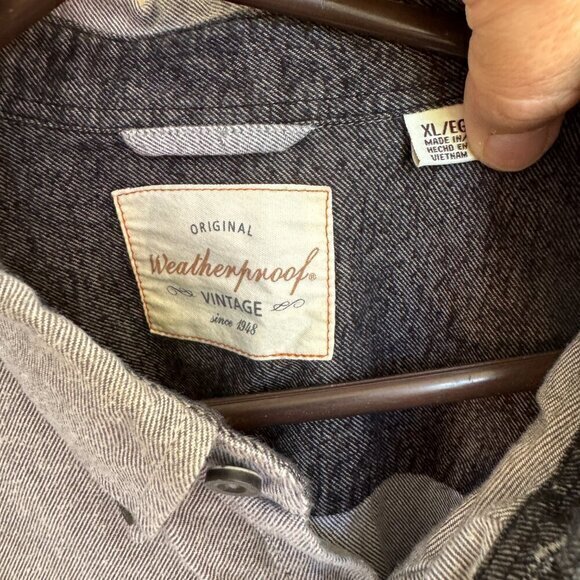 ORIGINAL
Weatherproof®
VINTAGE
since 1948
XL/EG
MADE IN/
HECHO EN
VIETNAM